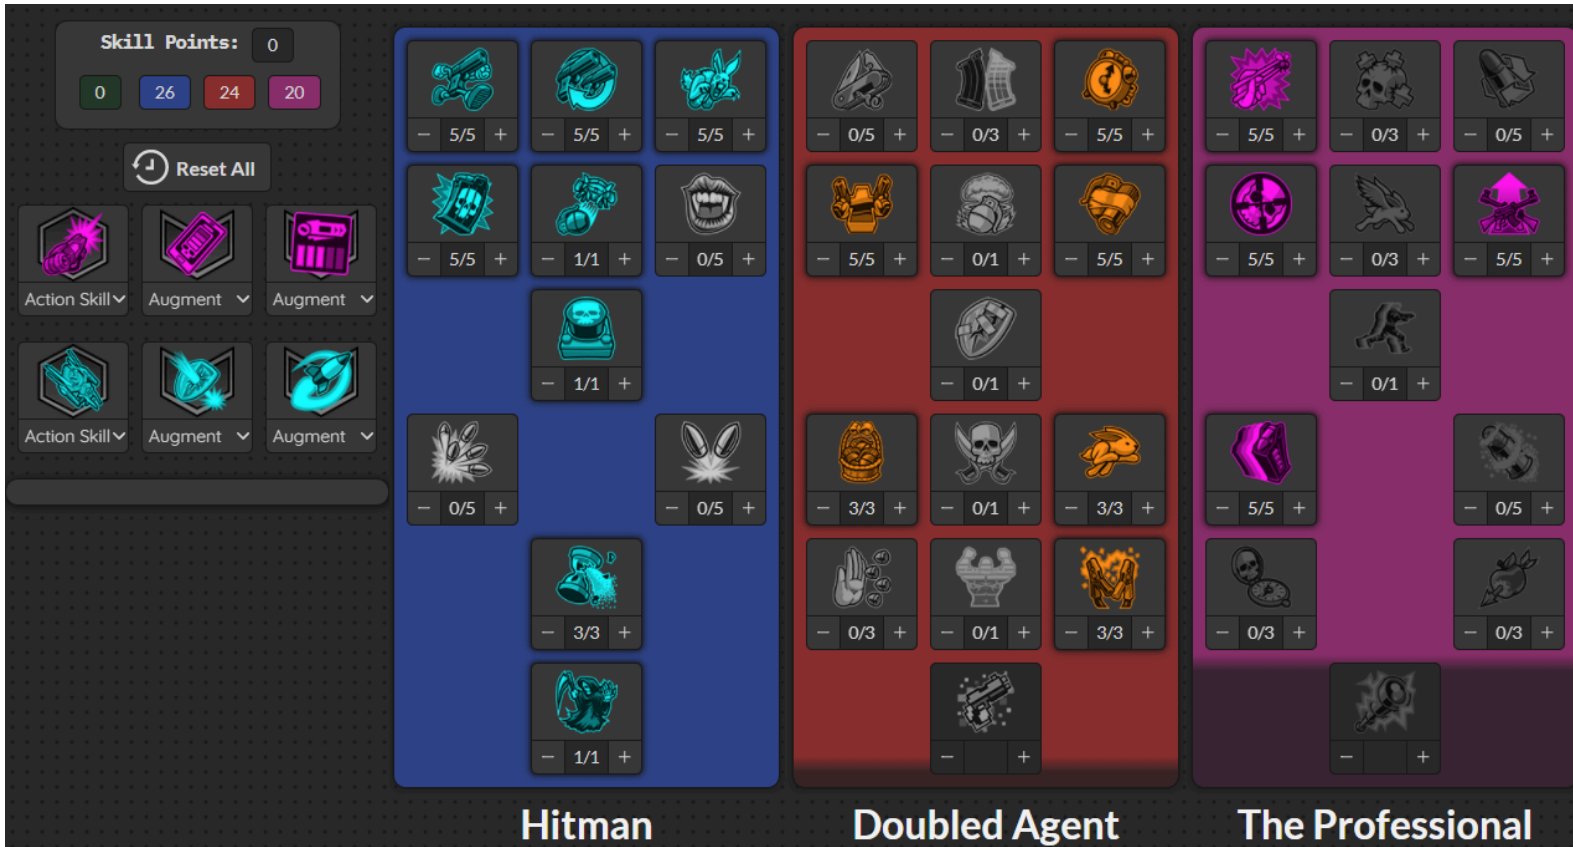 Skill Points: 0
0 26 24 20
Reset All
Action Skill Augment Augment
Action Skill Augment Augment
− 5/5 + − 5/5 + − 5/5 +
− 5/5 + − 1/1 + − 0/5 +
− 1/1 +
− 0/5 + − 0/5 +
− 3/3 +
− 1/1 +
Hitman
− 0/5 + − 0/3 + − 5/5 +
− 5/5 + − 0/1 + − 5/5 +
− 0/1 +
− 3/3 + − 0/1 + − 3/3 +
− 0/3 + − 0/1 + − 3/3 +
− +
Doubled Agent
− 5/5 + − 0/3 + − 0/5 +
− 5/5 + − 0/3 + − 5/5 +
− 0/1 +
− 5/5 + − 0/5 +
− 0/3 + − 0/3 +
− +
The Professional